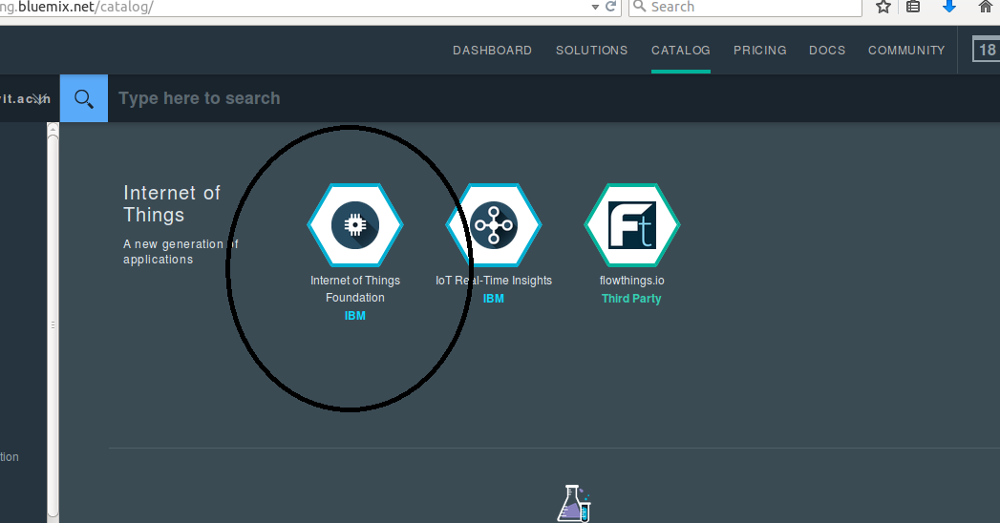 ng.bluemix.net/catalog/
Search
DASHBOARD SOLUTIONS CATALOG PRICING DOCS COMMUNITY 18
Type here to search
Internet of
Things
A new generation of
applications
Internet of Things
Foundation
IBM
IoT Real-Time Insights
IBM
Ft
flowthings.io
Third Party
tion